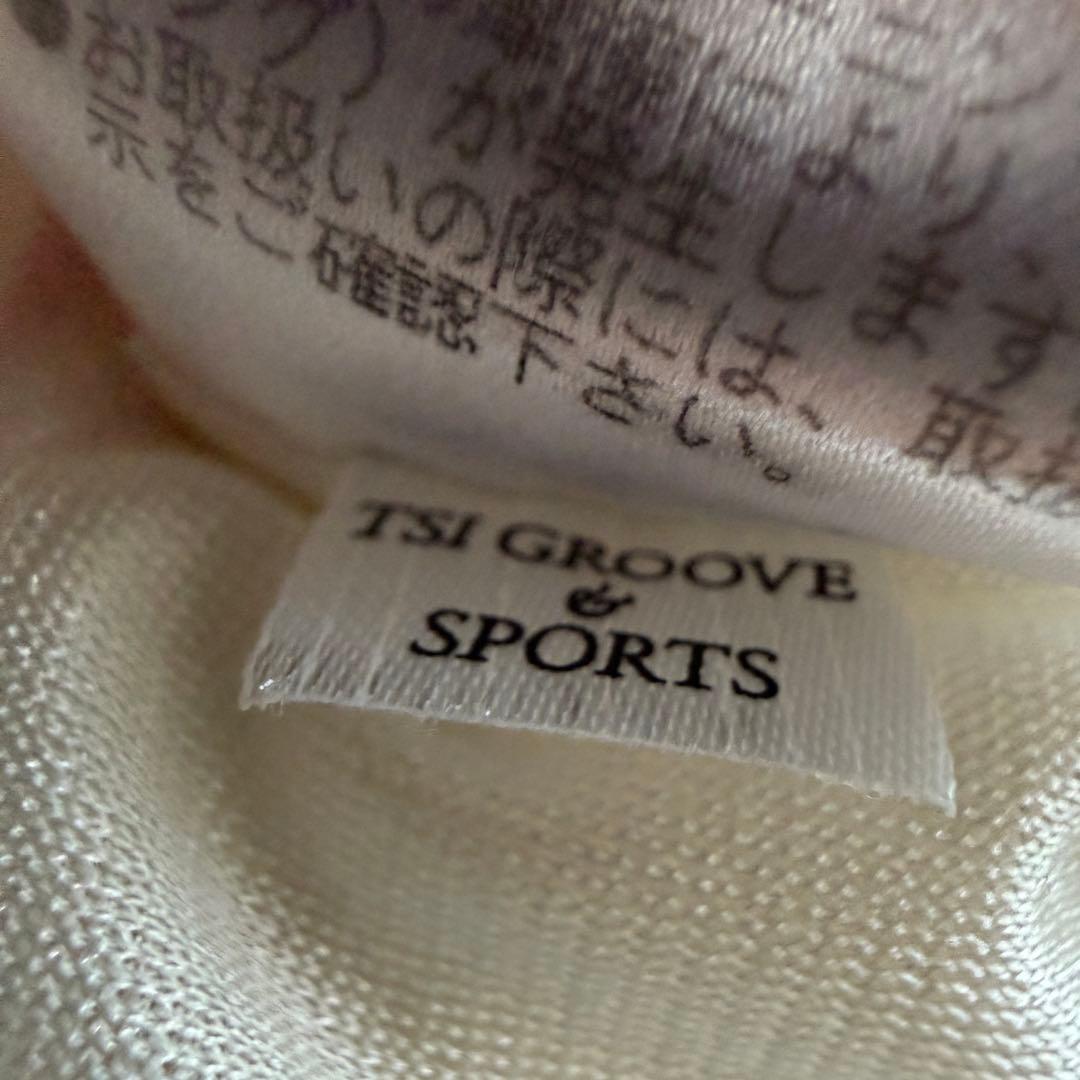 が発生します
●お取扱いの際には、取
示をご確認下さい。
TSI GROOVE
&
SPORTS